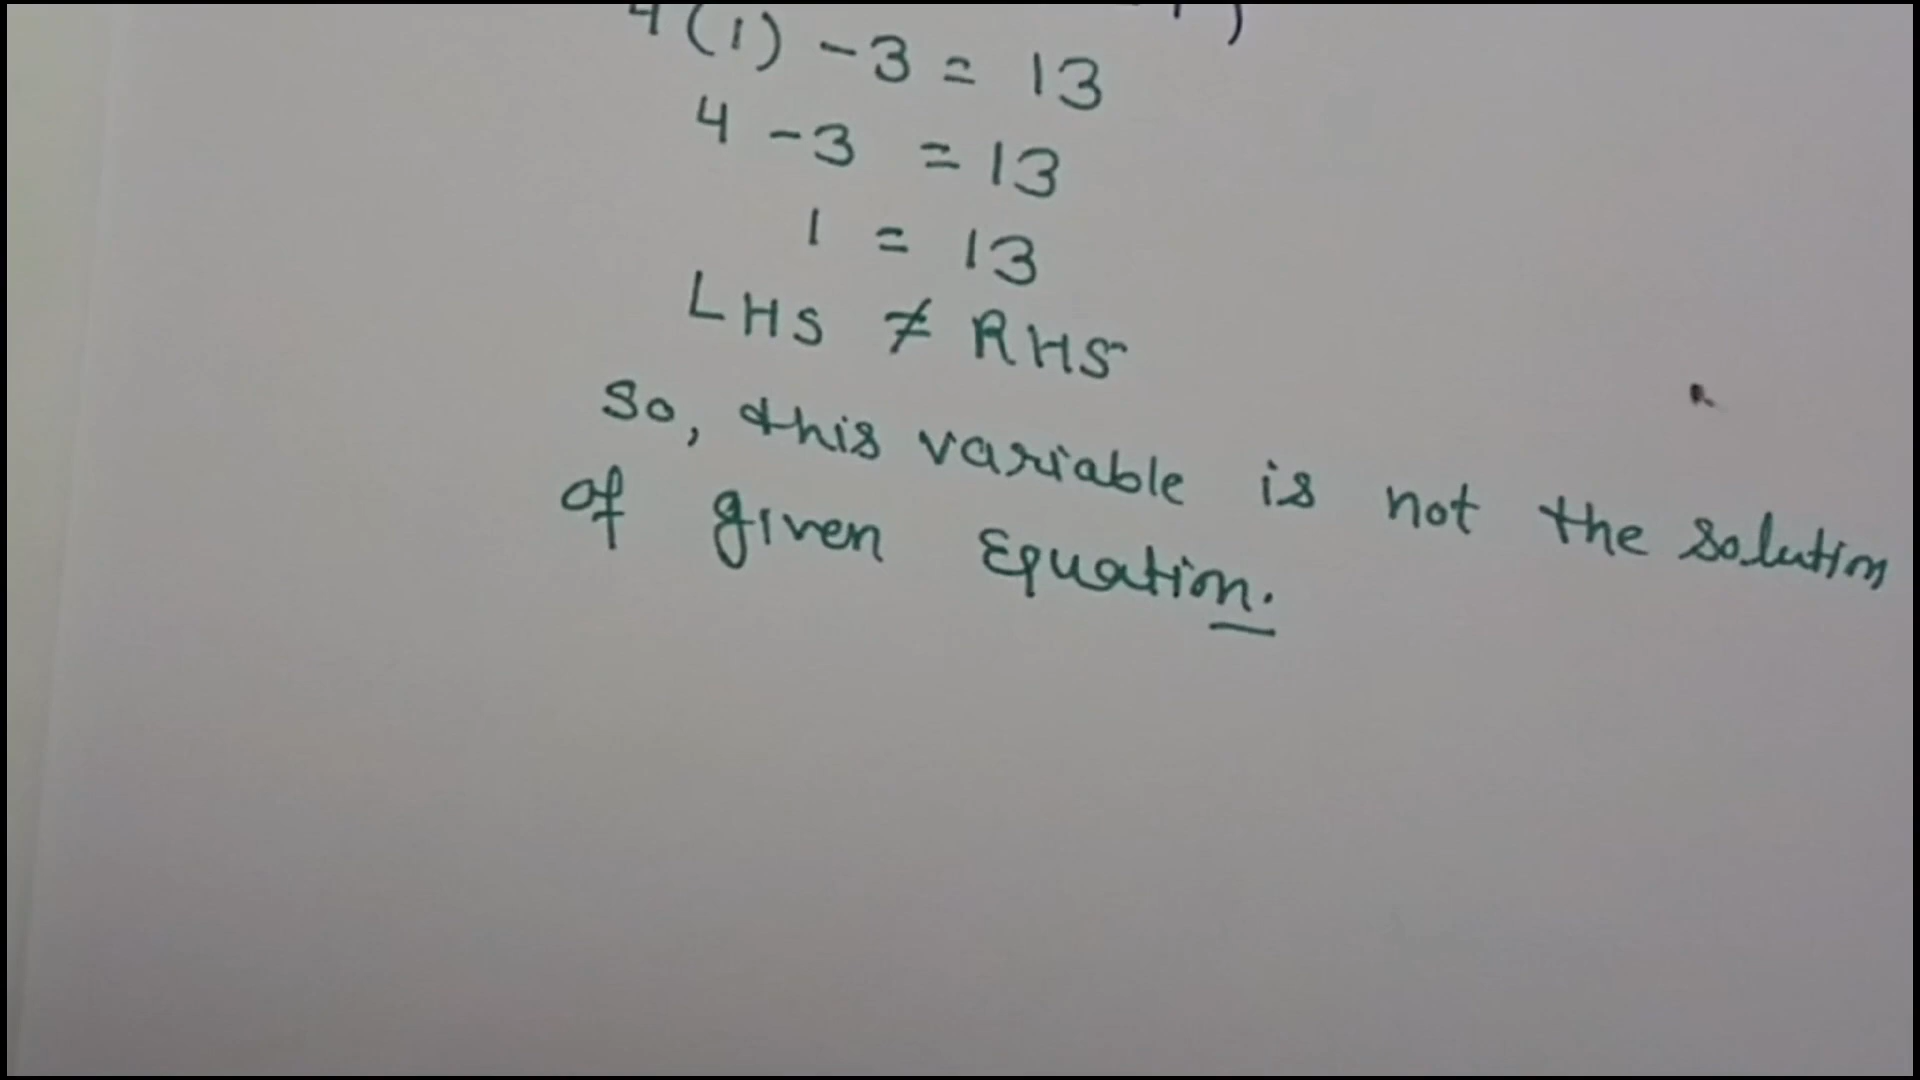 4(1) - 3 = 13
4 - 3 = 13
1 = 13
LHS ≠ RHS
So, this variable is not the solution
of given Equation.